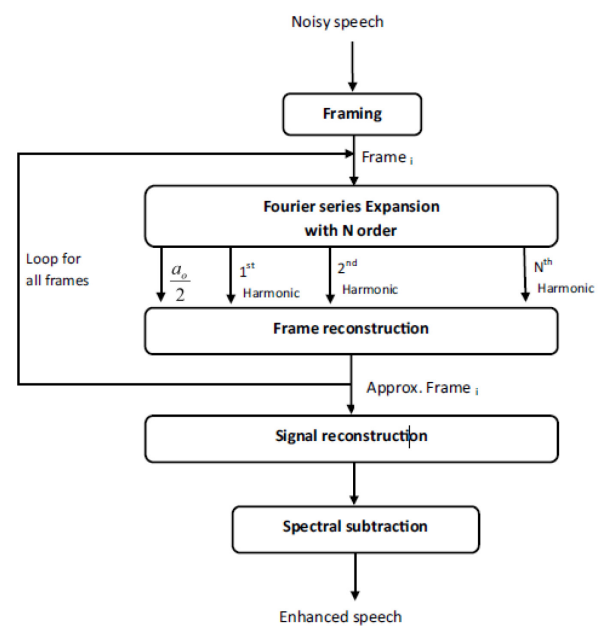 Noisy speech
Framing
Frame i
Fourier series Expansion
with N order
Loop for
all frames
a_o/2
1st Harmonic
2nd Harmonic
Nth Harmonic
Frame reconstruction
Approx. Frame i
Signal reconstruction
Spectral subtraction
Enhanced speech